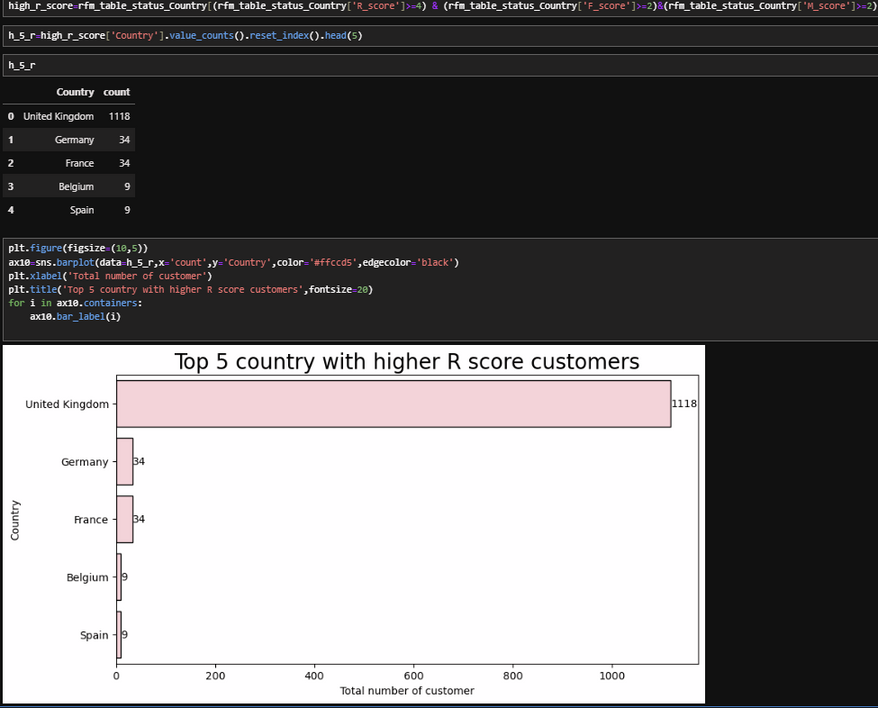 high_r_score=rfm_table_status_Country[(rfm_table_status_Country['R_score']>=4) & (rfm_table_status_Country['F_score']>=2)&(rfm_table_status_Country['M_score']>=2)
h_5_r=high_r_score['Country'].value_counts().reset_index().head(5)
h_5_r
Country count
0 United Kingdom 1118
1 Germany 34
2 France 34
3 Belgium 9
4 Spain 9
plt.figure(figsize=(10,5))
ax10=sns.barplot(data=h_5_r,x='count',y='Country',color='#ffccd5',edgecolor='black')
plt.xlabel('Total number of customer')
plt.title('Top 5 country with higher R score customers',fontsize=20)
for i in ax10.containers:
    ax10.bar_label(i)
Top 5 country with higher R score customers
United Kingdom 1118
Germany 34
France 34
Belgium 9
Spain 9
Country
0 200 400 600 800 1000
Total number of customer